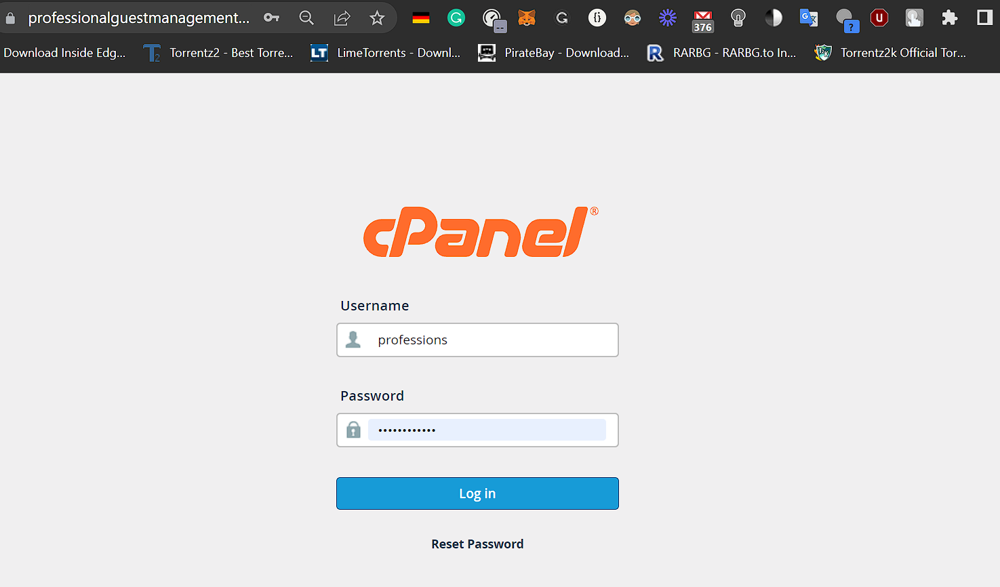 professionalguestmanagement...
376
Download Inside Edg... Torrentz2 - Best Torre... LT LimeTorrents - Downl... PirateBay - Download... R RARBG - RARBG.to In... Torrentz2k Official Tor...
cPanel®
Username
professions
Password
••••••••••••
Log in
Reset Password